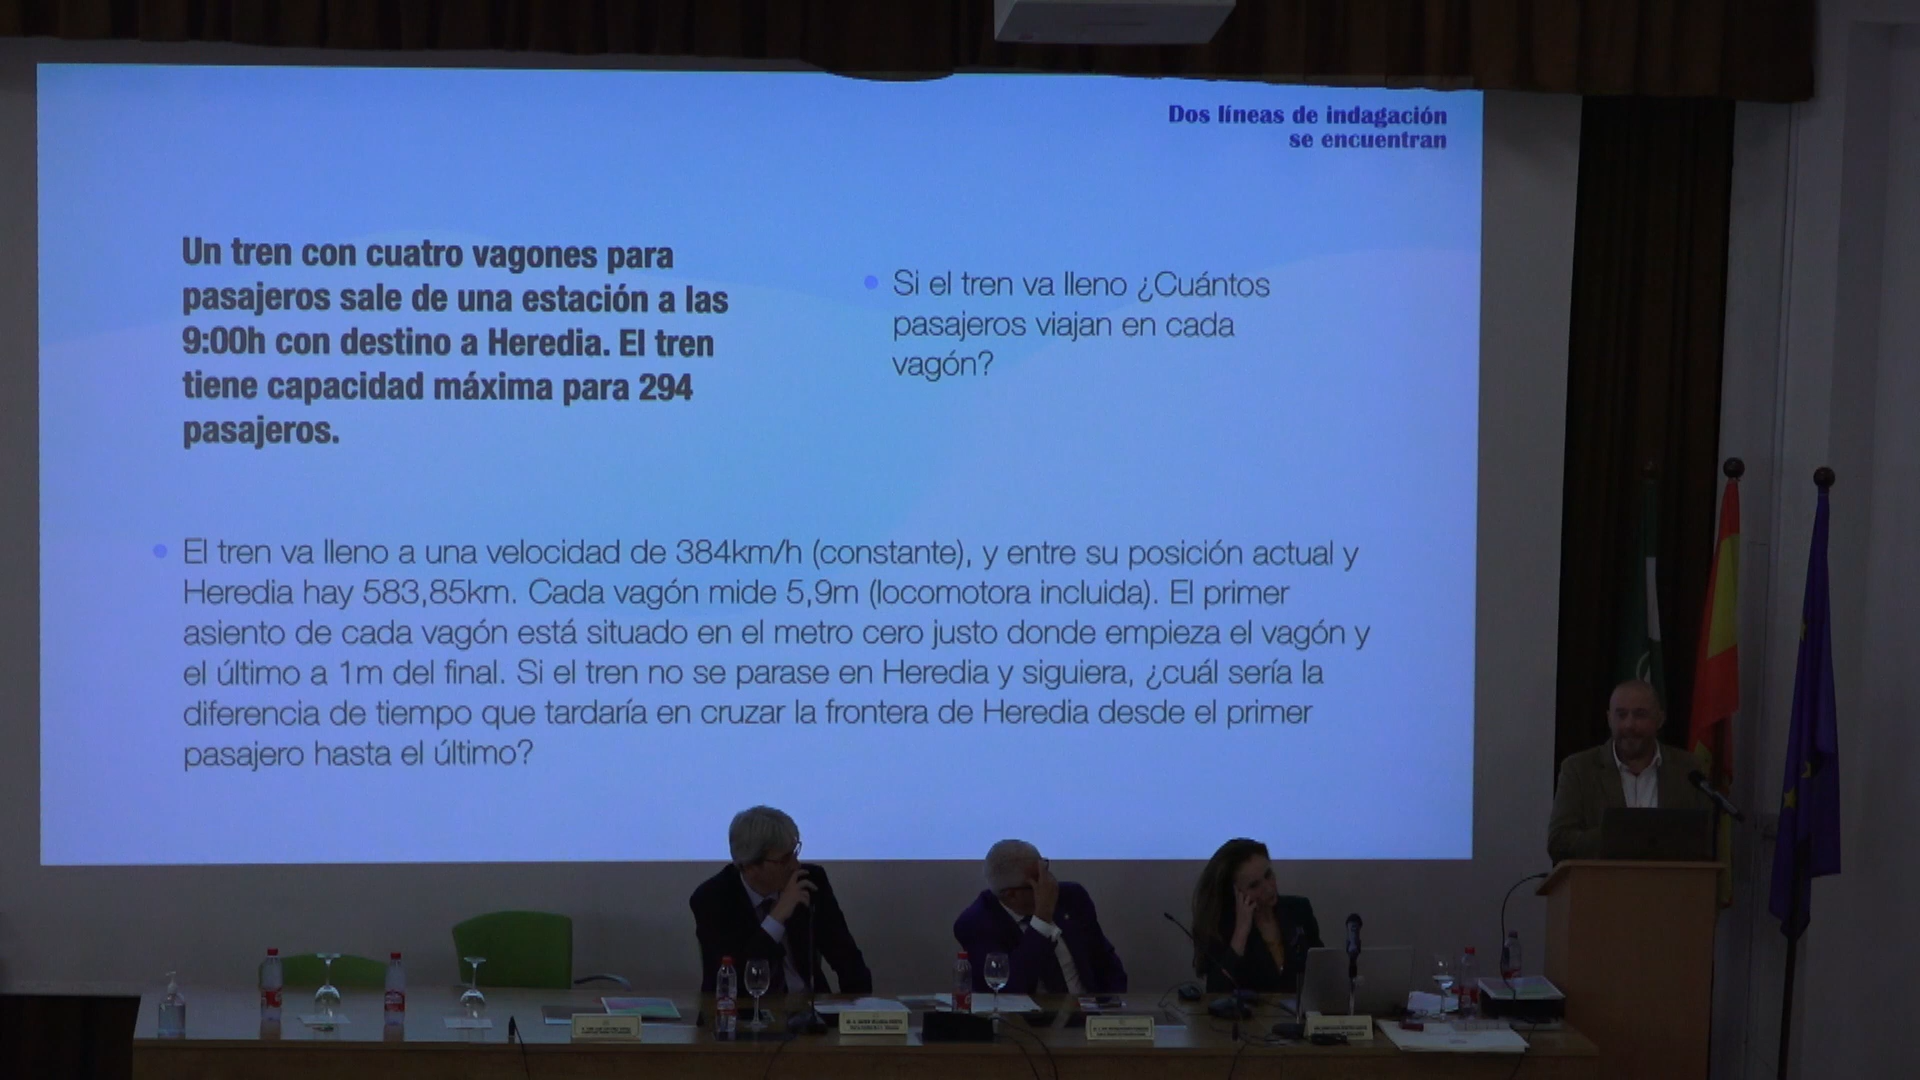 Dos líneas de indagación
se encuentran
Un tren con cuatro vagones para
pasajeros sale de una estación a las
9:00h con destino a Heredia. El tren
tiene capacidad máxima para 294
pasajeros.
Si el tren va lleno ¿Cuántos
pasajeros viajan en cada
vagón?
El tren va lleno a una velocidad de 384km/h (constante), y entre su posición actual y
Heredia hay 583,85km. Cada vagón mide 5,9m (locomotora incluida). El primer
asiento de cada vagón está situado en el metro cero justo donde empieza el vagón y
el último a 1m del final. Si el tren no se parase en Heredia y siguiera, ¿cuál sería la
diferencia de tiempo que tardaría en cruzar la frontera de Heredia desde el primer
pasajero hasta el último?